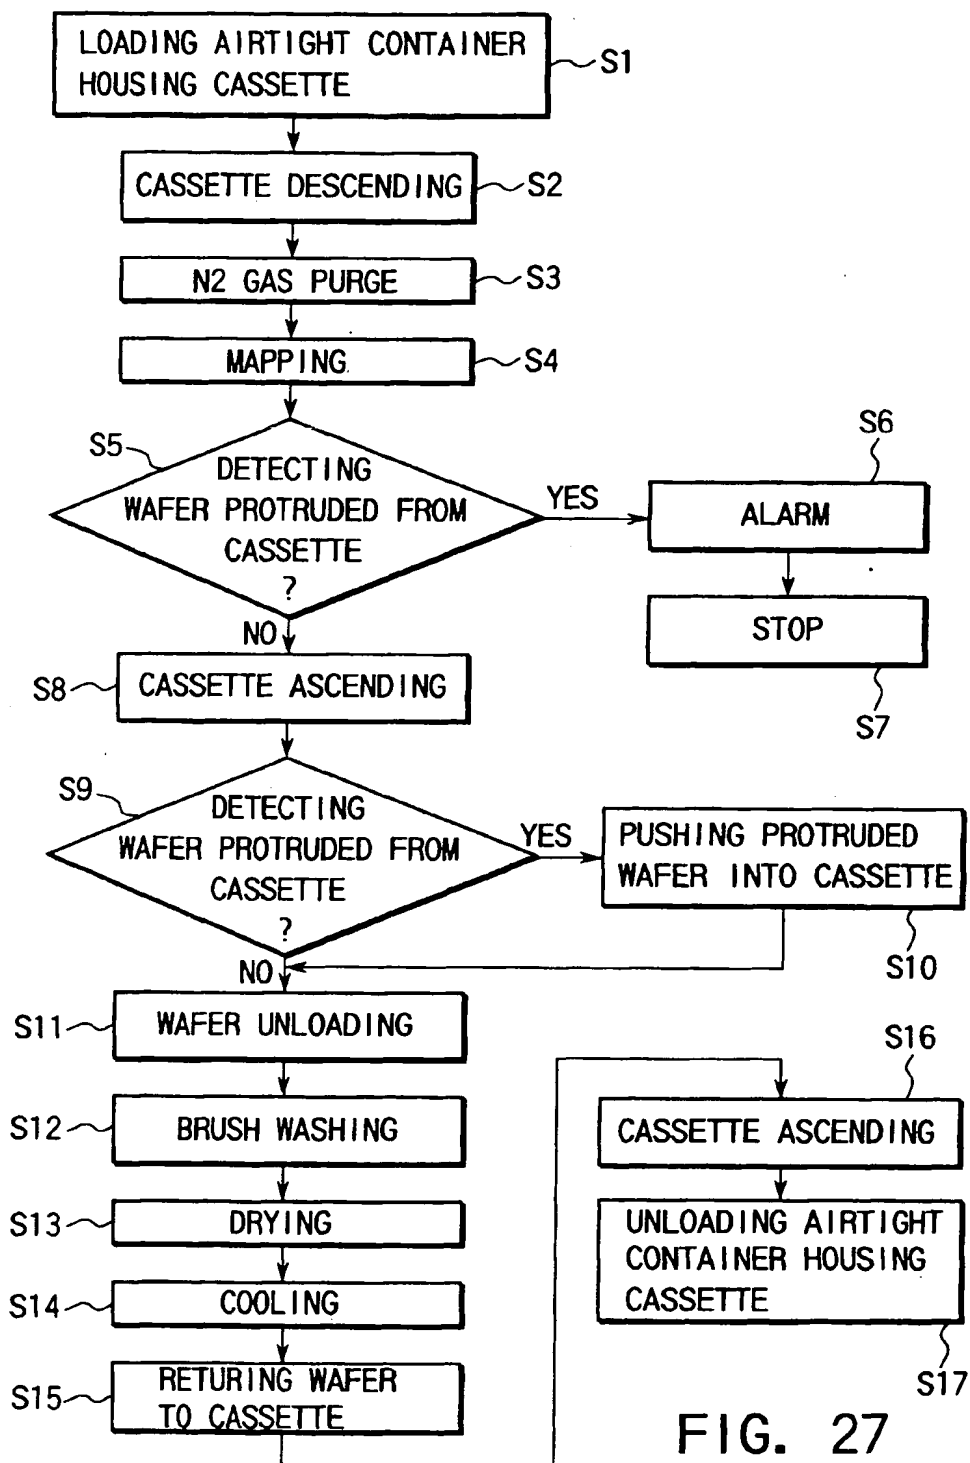 LOADING AIRTIGHT CONTAINER
HOUSING CASSETTE
S1
CASSETTE DESCENDING
S2
N2 GAS PURGE
S3
MAPPING
S4
S5
DETECTING
WAFER PROTRUDED FROM
CASSETTE
?
YES
NO
S6
ALARM
STOP
S7
S8
CASSETTE ASCENDING
S9
DETECTING
WAFER PROTRUDED FROM
CASSETTE
?
YES
NO
PUSHING PROTRUDED
WAFER INTO CASSETTE
S10
S11
WAFER UNLOADING
S12
BRUSH WASHING
S13
DRYING
S14
COOLING
S15
RETURING WAFER
TO CASSETTE
S16
CASSETTE ASCENDING
UNLOADING AIRTIGHT
CONTAINER HOUSING
CASSETTE
S17
FIG. 27